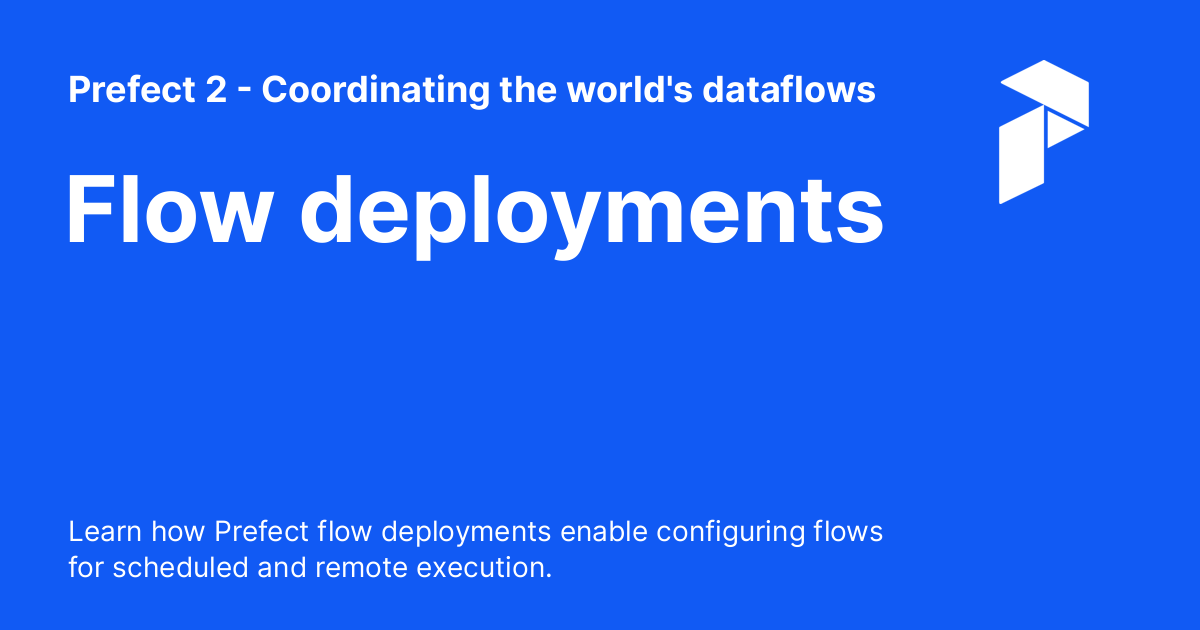 Prefect 2 - Coordinating the world's dataflows
Flow deployments
Learn how Prefect flow deployments enable configuring flows
for scheduled and remote execution.